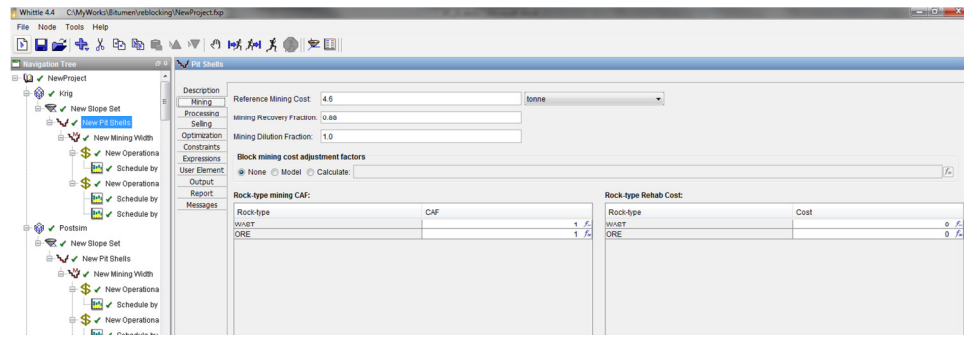 Whittle 4.4 C:\MyWorks\Bitumen\reblocking\NewProject.fxp
File Node Tools Help
Navigation Tree
NewProject
Krig
New Slope Set
New Pit Shells
New Mining Width
New Operationa
Schedule by
New Operationa
Schedule by
Schedule by
Postsim
New Slope Set
New Pit Shells
New Mining Width
New Operationa
Schedule by
New Operationa
Schedule by
Pit Shells
Description
Mining
Processing
Selling
Optimization
Constraints
Expressions
User Element
Output
Report
Messages
Reference Mining Cost: 4.6 tonne
Mining Recovery Fraction: 0.88
Mining Dilution Fraction: 1.0
Block mining cost adjustment factors
None Model Calculate:
Rock-type mining CAF:
Rock-type CAF
WAST 1
ORE 1
Rock-type Rehab Cost:
Rock-type Cost
WAST 0
ORE 0